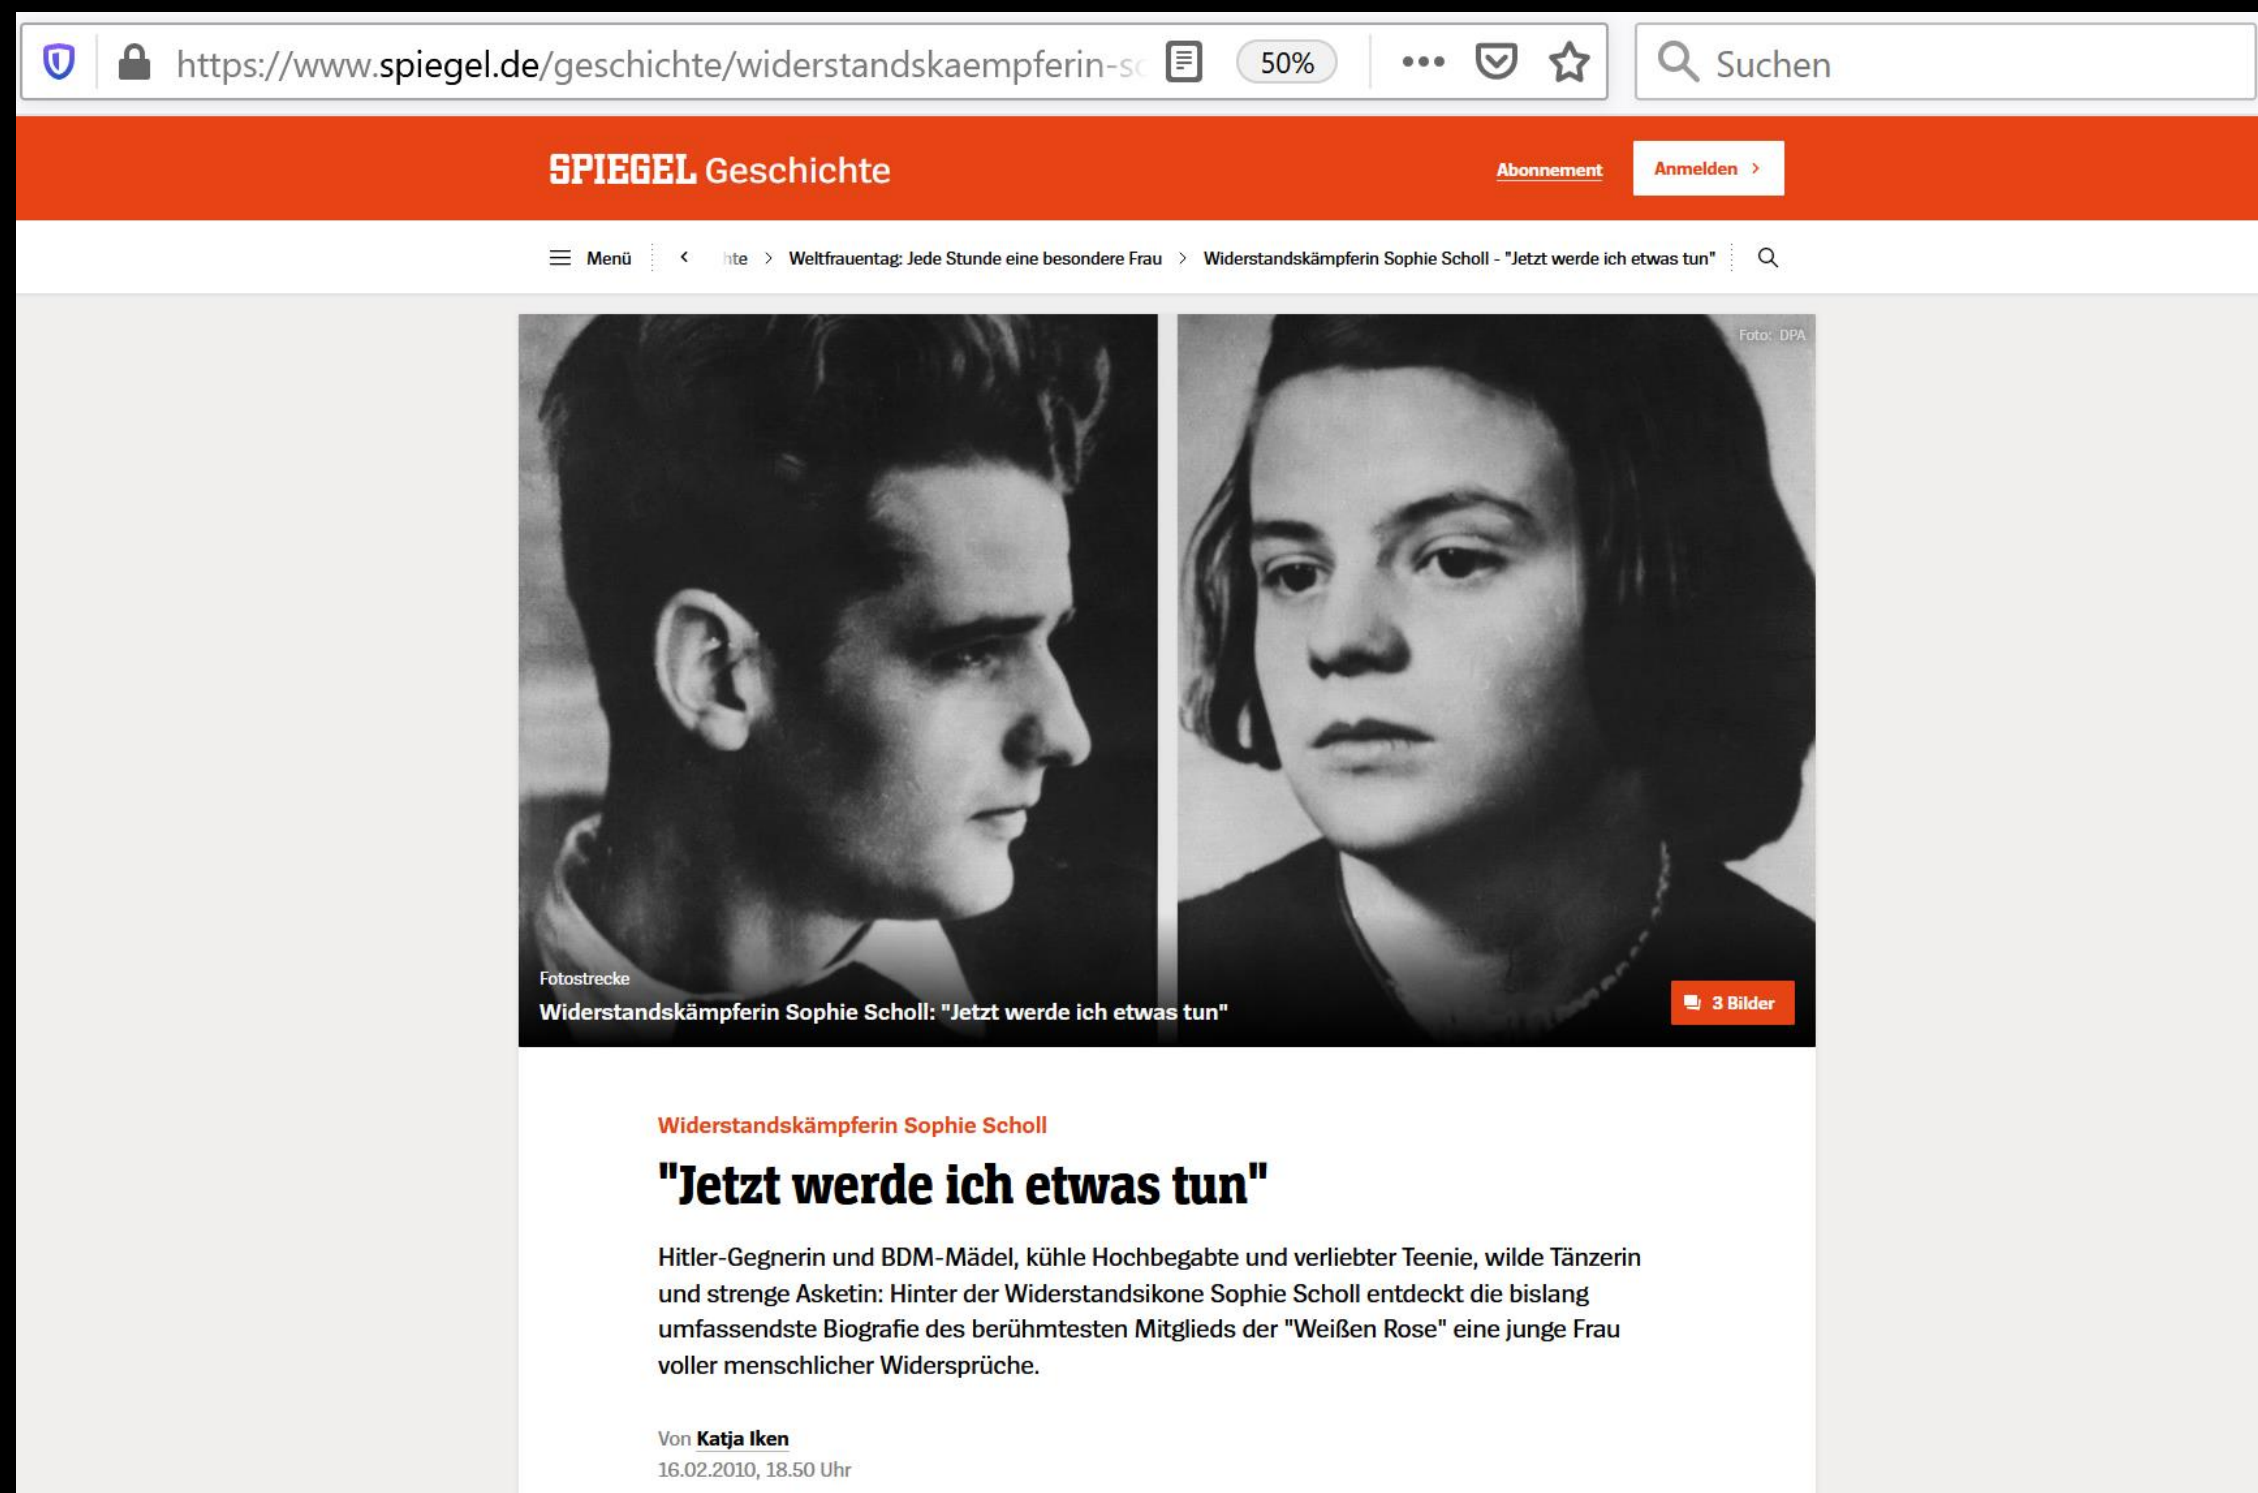 https://www.spiegel.de/geschichte/widerstandskaempferin-sc
50%
Suchen
SPIEGEL Geschichte
Abonnement
Anmelden >
Menü
< hte > Weltfrauentag: Jede Stunde eine besondere Frau > Widerstandskämpferin Sophie Scholl - "Jetzt werde ich etwas tun"
Foto: DPA
Fotostrecke
Widerstandskämpferin Sophie Scholl: "Jetzt werde ich etwas tun"
3 Bilder
Widerstandskämpferin Sophie Scholl
"Jetzt werde ich etwas tun"
Hitler-Gegnerin und BDM-Mädel, kühle Hochbegabte und verliebter Teenie, wilde Tänzerin
und strenge Asketin: Hinter der Widerstandsikone Sophie Scholl entdeckt die bislang
umfassendste Biografie des berühmtesten Mitglieds der "Weißen Rose" eine junge Frau
voller menschlicher Widersprüche.
Von Katja Iken
16.02.2010, 18.50 Uhr